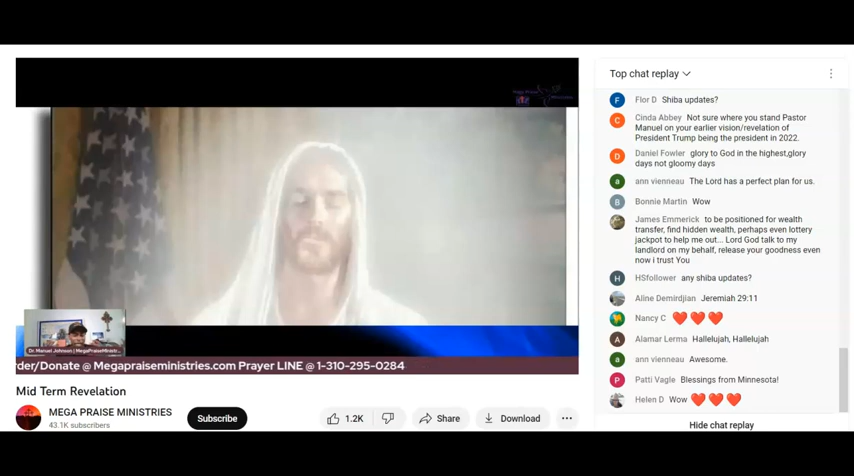 Mega Praise
Ministries
Dr. Manuel Johnson | MegaPraiseMinistri...
rder/Donate @ Megapraiseministries.com Prayer LINE @ 1-310-295-0284
Mid Term Revelation
MEGA PRAISE MINISTRIES
43.1K subscribers
Subscribe
1.2K
Share
Download
Top chat replay
Flor D Shiba updates?
Cinda Abbey Not sure where you stand Pastor
Manuel on your earlier vision/revelation of
President Trump being the president in 2022.
Daniel Fowler glory to God in the highest,glory
days not gloomy days
ann vienneau The Lord has a perfect plan for us.
Bonnie Martin Wow
James Emmerick to be positioned for wealth
transfer, find hidden wealth, perhaps even lottery
jackpot to help me out... Lord God talk to my
landlord on my behalf, release your goodness even
now i trust You
HSfollower any shiba updates?
Aline Demirdjian Jeremiah 29:11
Nancy C ❤️❤️❤️
Alamar Lerma Hallelujah, Hallelujah
ann vienneau Awesome.
Patti Vagle Blessings from Minnesota!
Helen D Wow ❤️❤️❤️
Hide chat replay